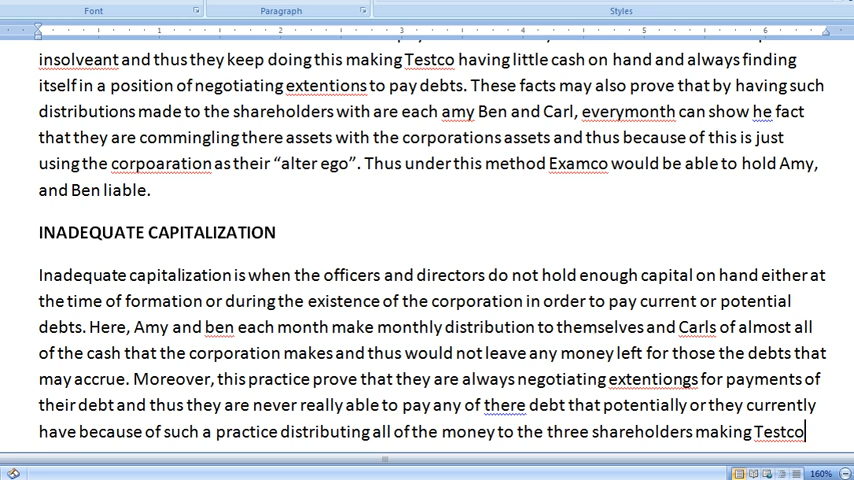 Font Paragraph Styles
1 2 3 4 5 6
insolveant and thus they keep doing this making Testco having little cash on hand and always finding
itself in a position of negotiating extentions to pay debts. These facts may also prove that by having such
distributions made to the shareholders with are each amy Ben and Carl, everymonth can show he fact
that they are commingling there assets with the corporations assets and thus because of this is just
using the corpoaration as their “alter ego”. Thus under this method Examco would be able to hold Amy,
and Ben liable.
INADEQUATE CAPITALIZATION
Inadequate capitalization is when the officers and directors do not hold enough capital on hand either at
the time of formation or during the existence of the corporation in order to pay current or potential
debts. Here, Amy and ben each month make monthly distribution to themselves and Carls of almost all
of the cash that the corporation makes and thus would not leave any money left for those the debts that
may accrue. Moreover, this practice prove that they are always negotiating extentiongs for payments of
their debt and thus they are never really able to pay any of there debt that potentially or they currently
have because of such a practice distributing all of the money to the three shareholders making Testco
160%